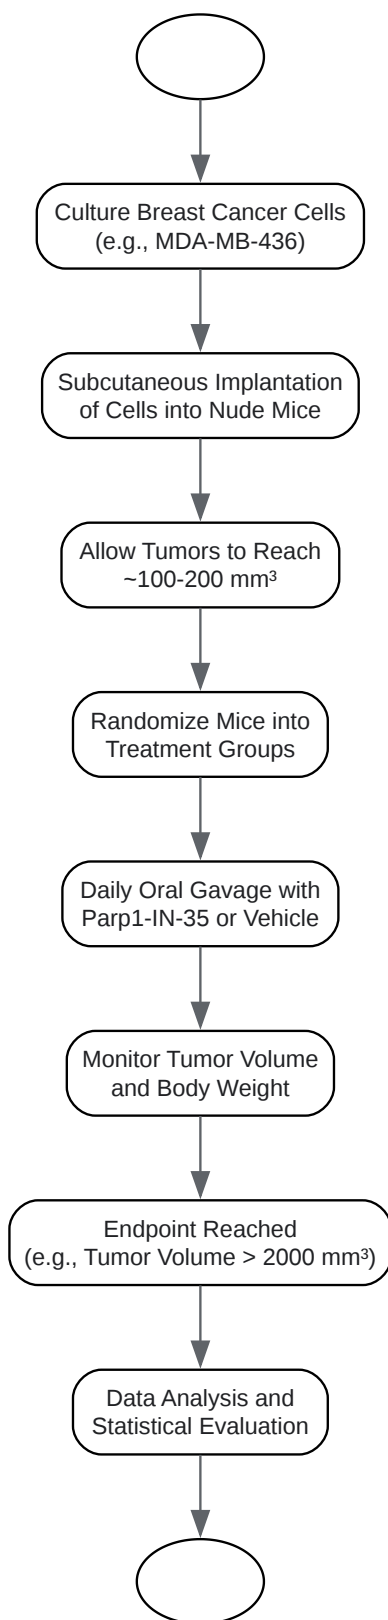 Culture Breast Cancer Cells
(e.g., MDA-MB-436)
Subcutaneous Implantation
of Cells into Nude Mice
Allow Tumors to Reach
~100-200 mm³
Randomize Mice into
Treatment Groups
Daily Oral Gavage with
Parp1-IN-35 or Vehicle
Monitor Tumor Volume
and Body Weight
Endpoint Reached
(e.g., Tumor Volume > 2000 mm³)
Data Analysis and
Statistical Evaluation